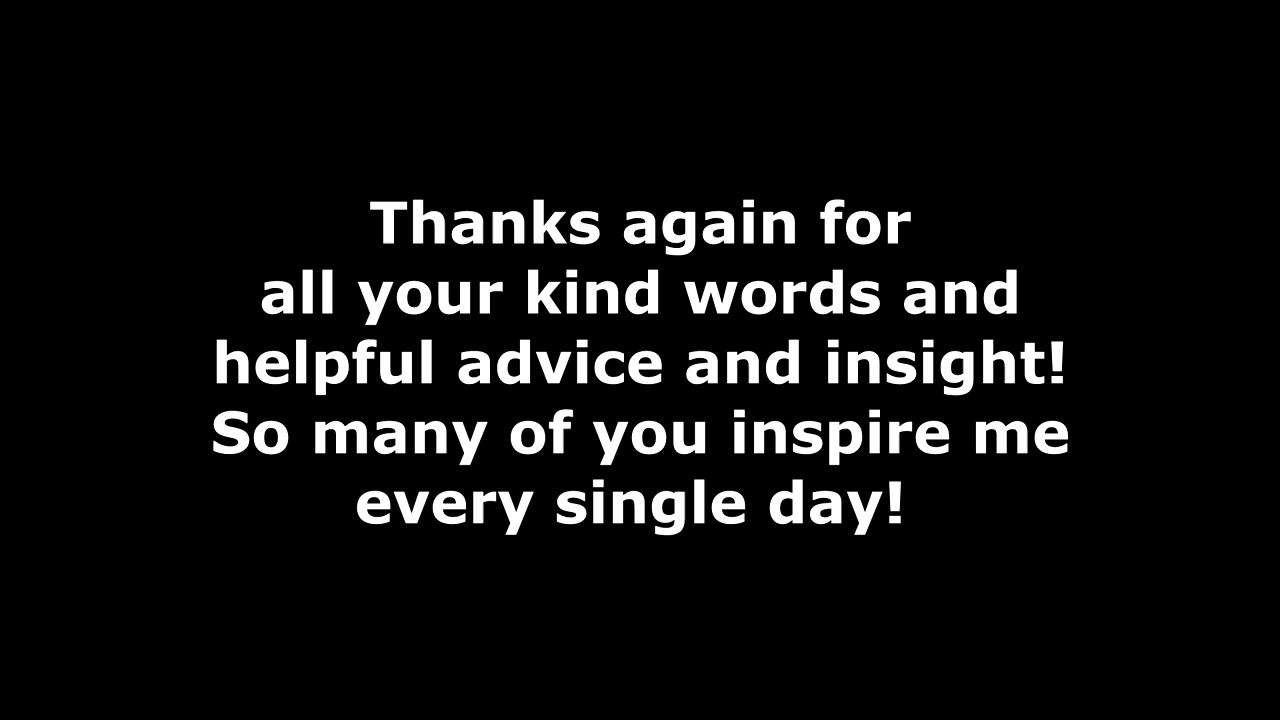 Thanks again for
all your kind words and
helpful advice and insight!
So many of you inspire me
every single day!